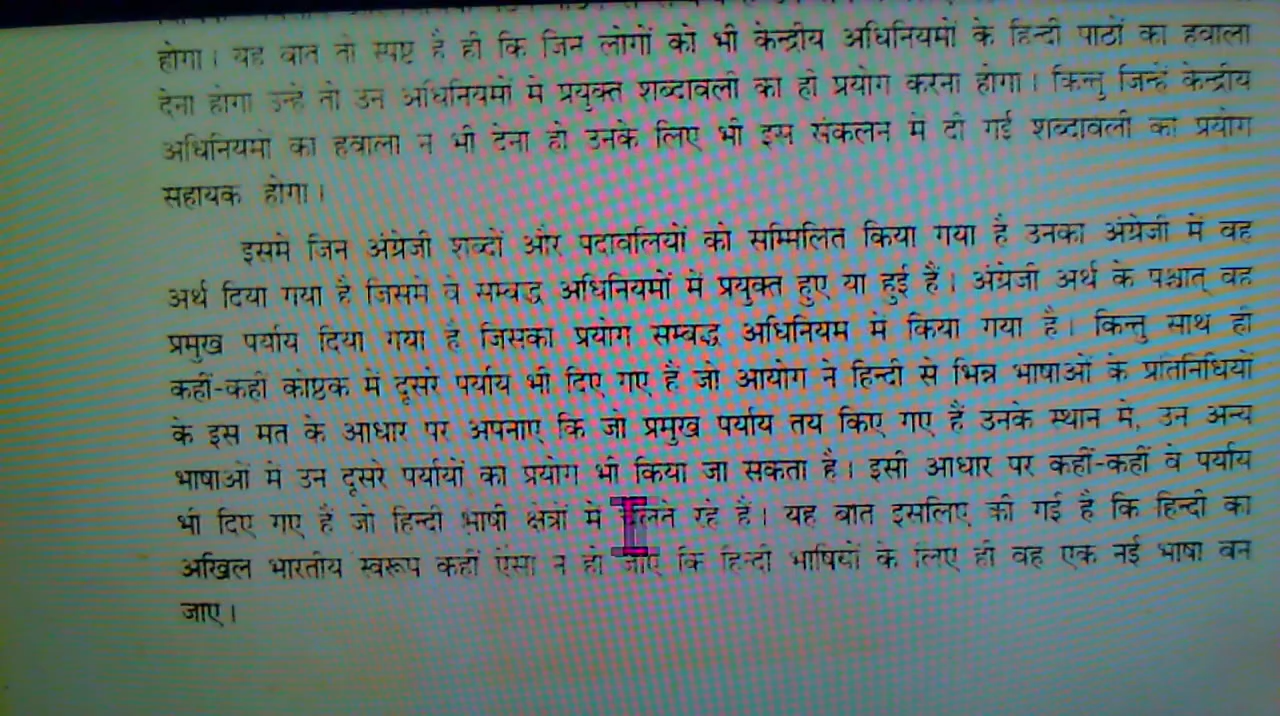 होगा। यह बात तो स्पष्ट है ही कि जिन लोगों को भी केन्द्रीय अधिनियमों के हिन्दी पाठों का हवाला
देना होगा उन्हें तो उन अधिनियमों में प्रयुक्त शब्दावली का ही प्रयोग करना होगा। किन्तु जिन्हें केन्द्रीय
अधिनियमों का हवाला न भी देना हो उनके लिए भी इस संकलन में दी गई शब्दावली का प्रयोग
सहायक होगा।
इसमें जिन अंग्रेजी शब्दों और पदावलियों को सम्मिलित किया गया है उनका अंग्रेजी में वह
अर्थ दिया गया है जिसमें वे सम्बद्ध अधिनियमों में प्रयुक्त हुए या हुई हैं। अंग्रेजी अर्थ के पश्चात् वह
प्रमुख पर्याय दिया गया है जिसका प्रयोग सम्बद्ध अधिनियम में किया गया है। किन्तु साथ ही
कहीं-कहीं कोष्ठक में दूसरे पर्याय भी दिए गए हैं जो आयोग ने हिन्दी से भिन्न भाषाओं के प्रतिनिधियों
के इस मत के आधार पर अपनाए कि जो प्रमुख पर्याय तय किए गए हैं उनके स्थान में, उन अन्य
भाषाओं में उन दूसरे पर्यायों का प्रयोग भी किया जा सकता है। इसी आधार पर कहीं-कहीं वे पर्याय
भी दिए गए हैं जो हिन्दी भाषी क्षेत्रों में चलते रहे हैं। यह बात इसलिए की गई है कि हिन्दी का
अखिल भारतीय स्वरूप कहीं ऐसा न हो जाए कि हिन्दी भाषियों के लिए ही वह एक नई भाषा बन
जाए।